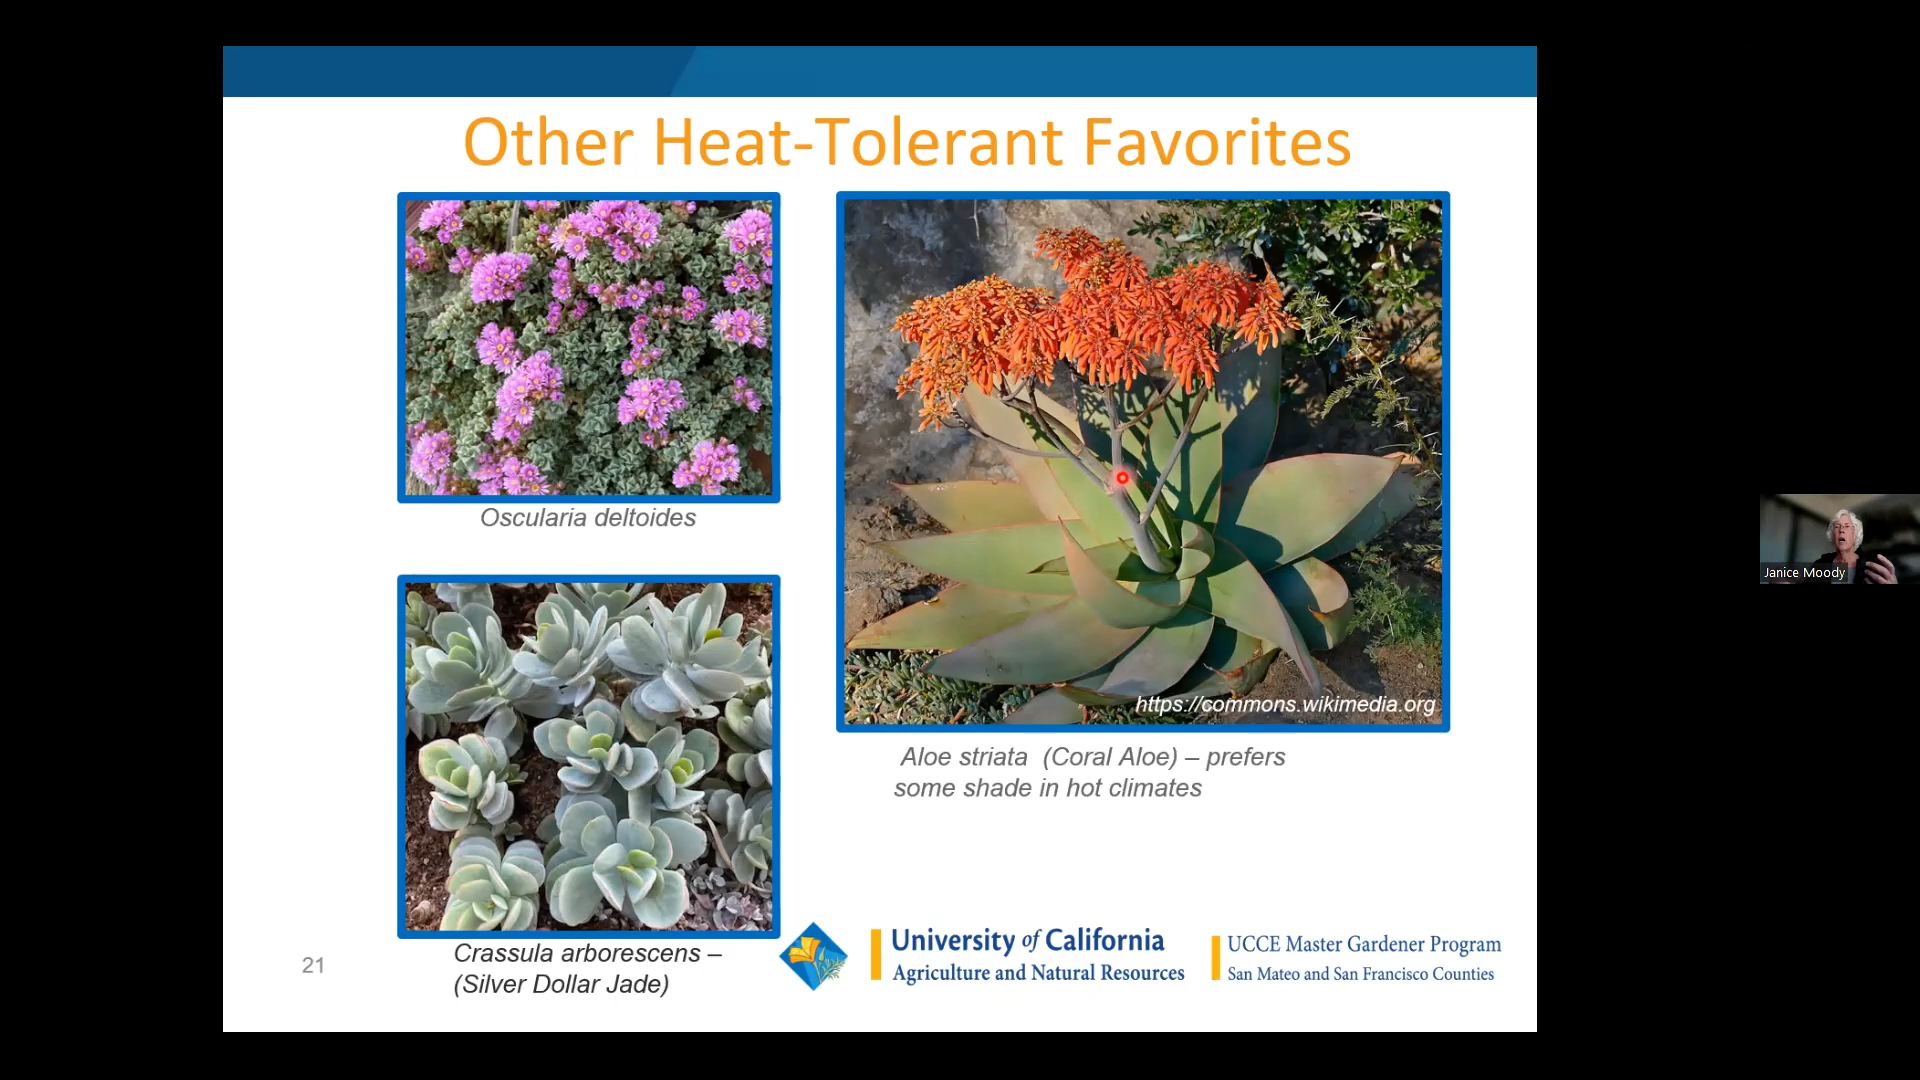 Other Heat-Tolerant Favorites
Oscularia deltoides
https://commons.wikimedia.org
Aloe striata (Coral Aloe) – prefers
some shade in hot climates
Crassula arborescens –
(Silver Dollar Jade)
21
University of California
Agriculture and Natural Resources
UCCE Master Gardener Program
San Mateo and San Francisco Counties
Janice Moody